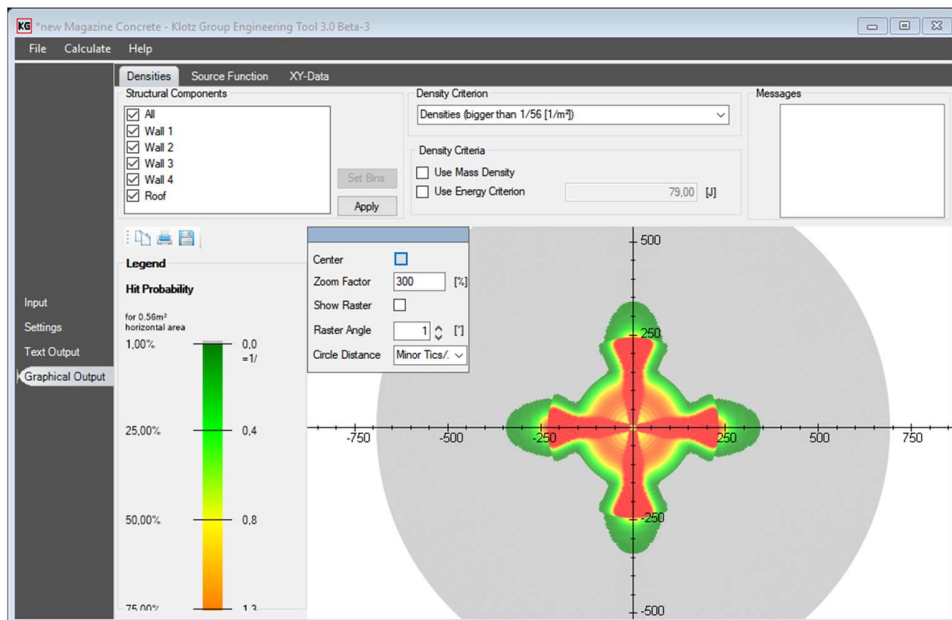 KG *new Magazine Concrete - Klotz Group Engineering Tool 3.0 Beta-3
File Calculate Help
Densities Source Function XY-Data
Structural Components
All
Wall 1
Wall 2
Wall 3
Wall 4
Roof
Set Bins
Apply
Density Criterion
Densities (bigger than 1/56 [1/m²])
Density Criteria
Use Mass Density
Use Energy Criterion 79,00 [J]
Messages
Input
Settings
Text Output
Graphical Output
Legend
Hit Probability
for 0.56m²
horizontal area
1,00% 0,0
=1/
25,00% 0,4
50,00% 0,8
75,00% 1,3
Center
Zoom Factor 300 [%]
Show Raster
Raster Angle 1 [°]
Circle Distance Minor Tics/.
500
250
-750 -500 -250 250 500 750
-250
-500